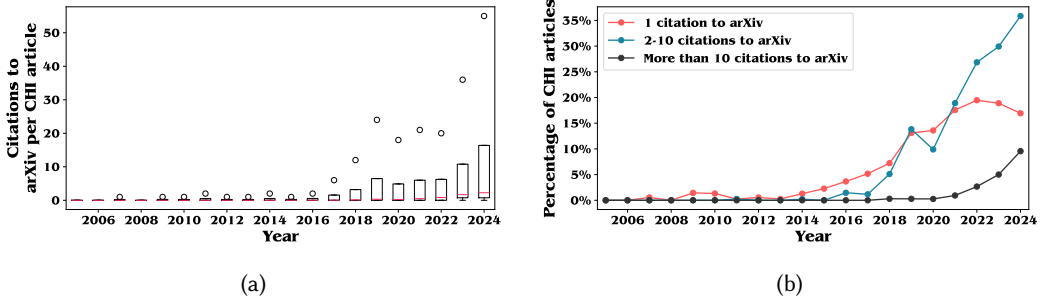 Citations to
arXiv per CHI article
50
40
30
20
10
0
2006 2008 2010 2012 2014 2016 2018 2020 2022 2024
Year
(a)
Percentage of CHI articles
35%
30%
25%
20%
15%
10%
5%
0%
1 citation to arXiv
2-10 citations to arXiv
More than 10 citations to arXiv
2006 2008 2010 2012 2014 2016 2018 2020 2022 2024
Year
(b)